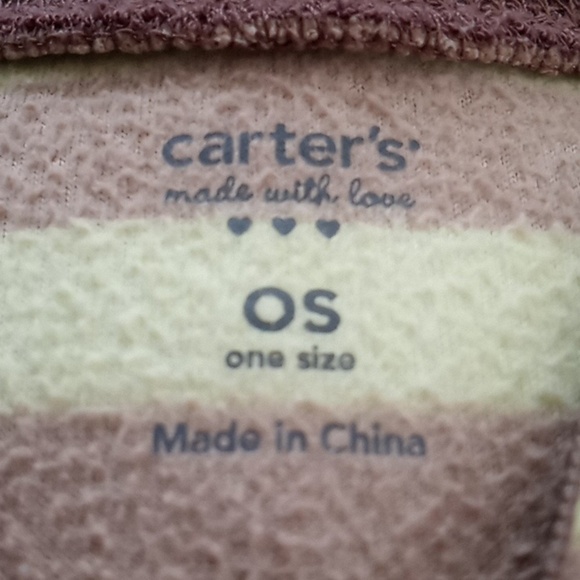 carter's
made with love
OS
one size
Made in China